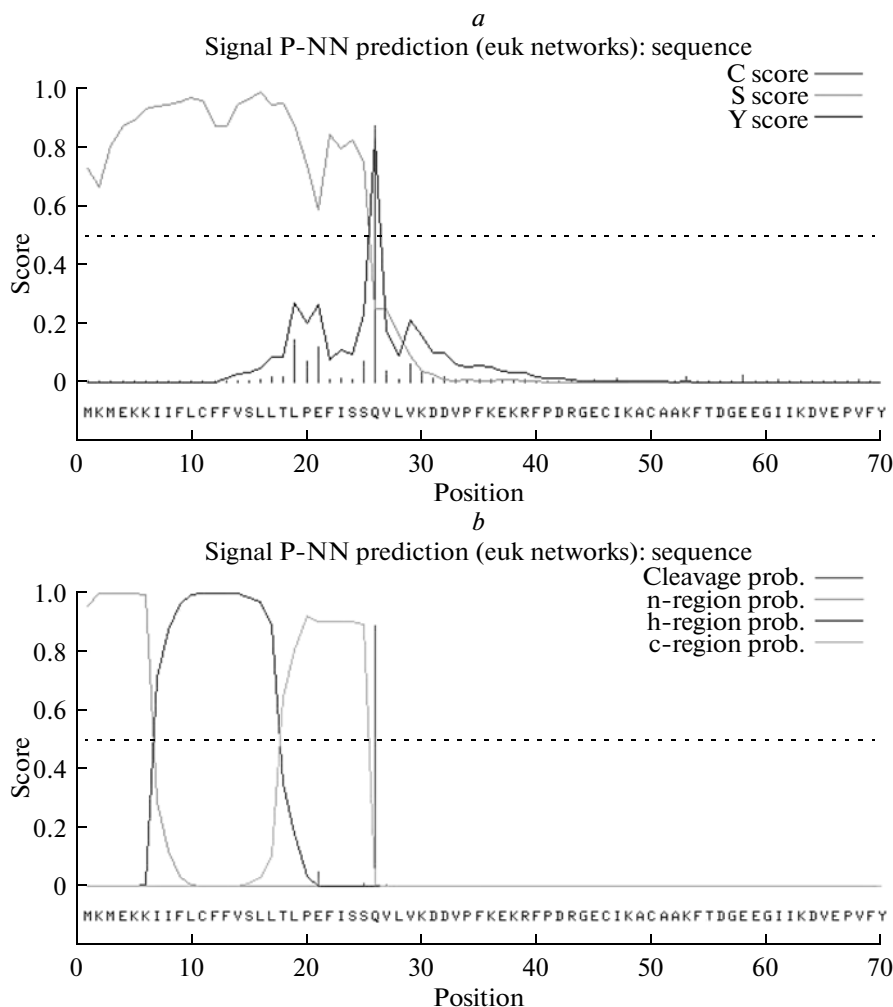 a
Signal P-NN prediction (euk networks): sequence
C score
S score
Y score
1.0
0.8
0.6
0.4
0.2
0
Score
MKMEKKIIFLCFFVSLLTLPEFISSQVLVKDDVPFKEKRFPDRGECIKACAAKFTDGEEGIIKDVEPVFY
0 10 20 30 40 50 60 70
Position
b
Signal P-NN prediction (euk networks): sequence
Cleavage prob.
n-region prob.
h-region prob.
c-region prob.
1.0
0.8
0.6
0.4
0.2
0
Score
MKMEKKIIFLCFFVSLLTLPEFISSQVLVKDDVPFKEKRFPDRGECIKACAAKFTDGEEGIIKDVEPVFY
0 10 20 30 40 50 60 70
Position